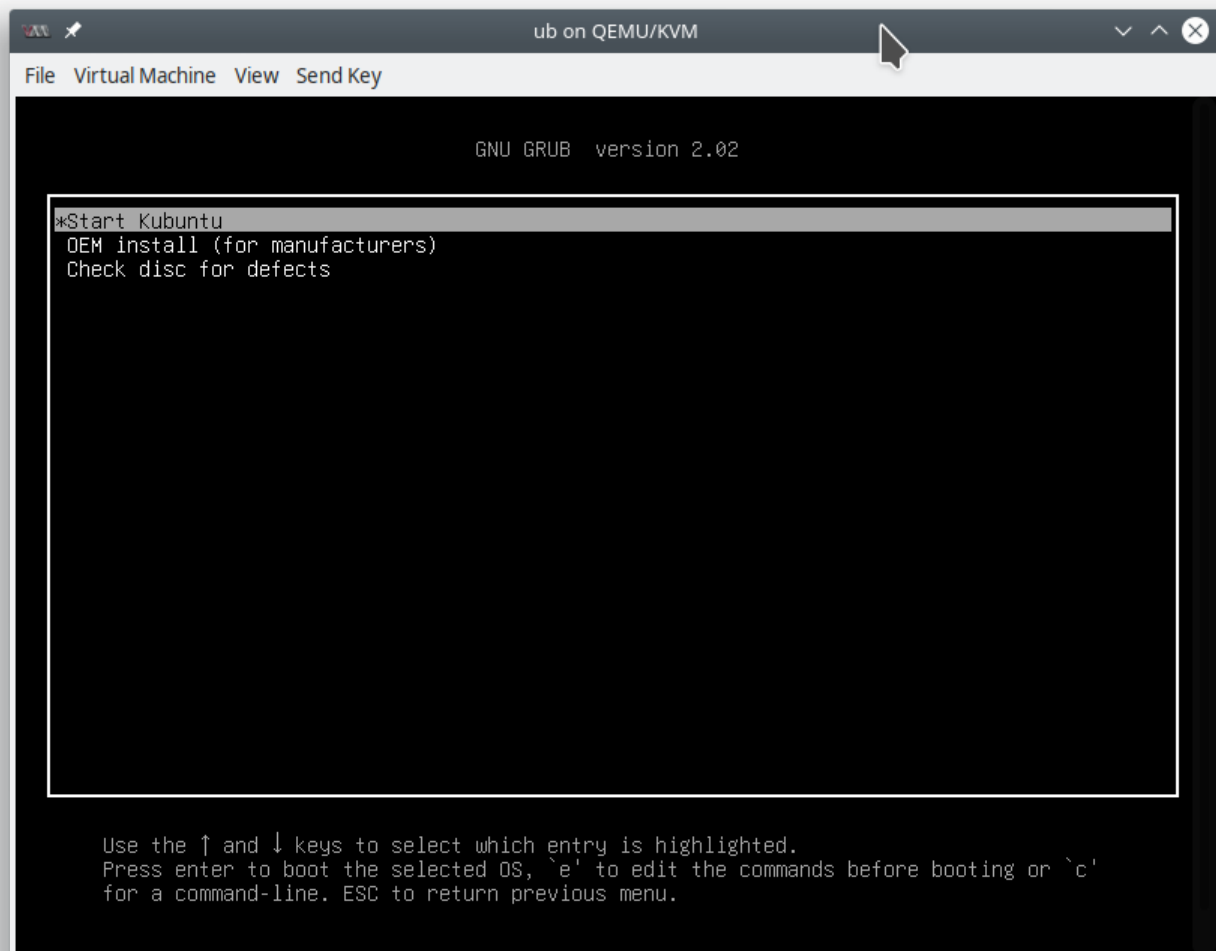 ub on QEMU/KVM
File Virtual Machine View Send Key
GNU GRUB version 2.02
*Start Kubuntu
OEM install (for manufacturers)
Check disc for defects
Use the ↑ and ↓ keys to select which entry is highlighted.
Press enter to boot the selected OS, `e' to edit the commands before booting or `c'
for a command-line. ESC to return previous menu.